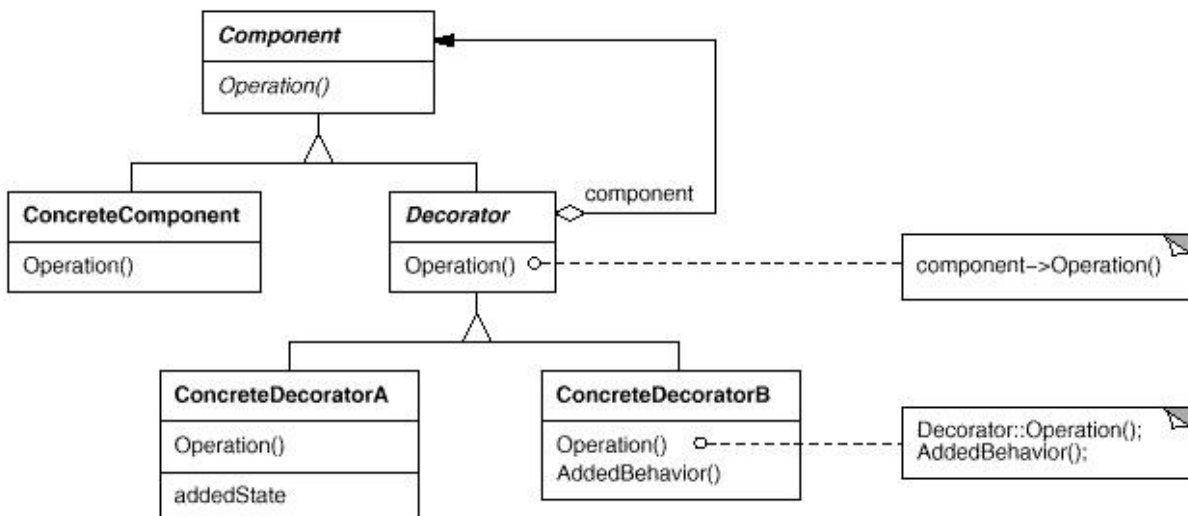 Component
Operation()
ConcreteComponent
Operation()
Decorator
Operation()
component
component->Operation()
ConcreteDecoratorA
Operation()
addedState
ConcreteDecoratorB
Operation()
AddedBehavior()
Decorator::Operation();
AddedBehavior();